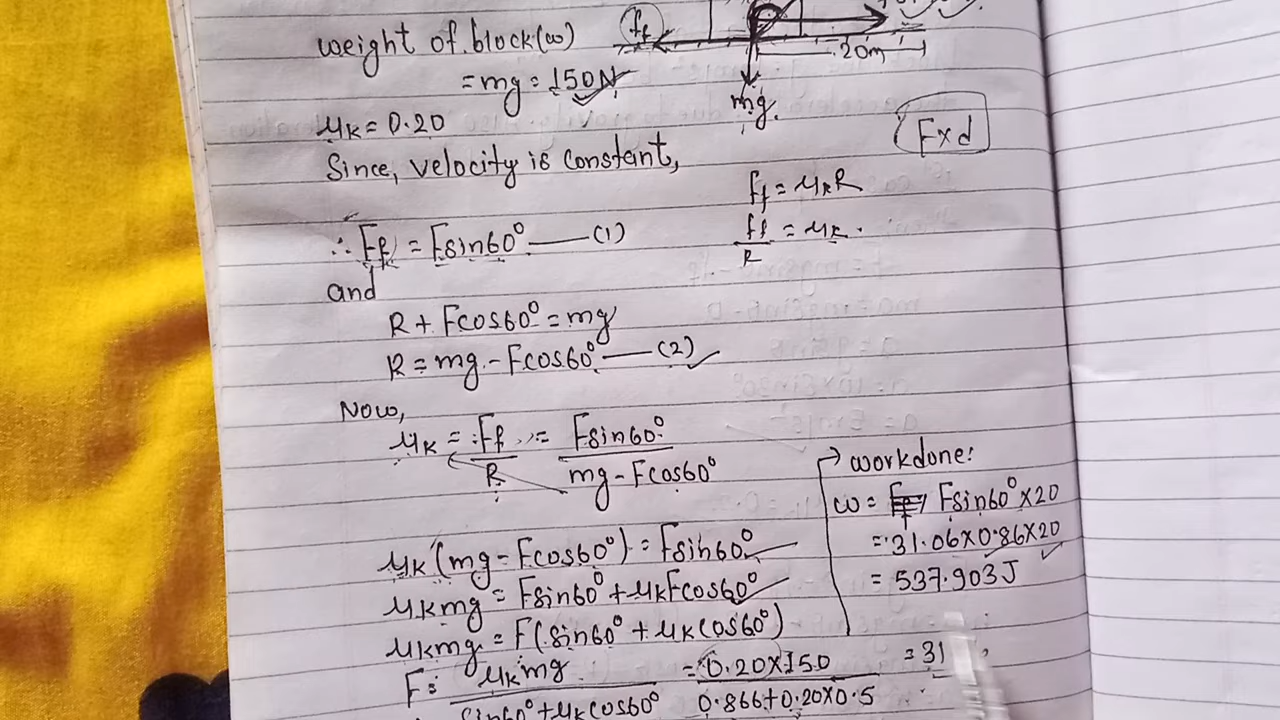 weight of block(w)
= mg = 150N
ff
20m
mg.
μK = 0.20
F×d
Since, velocity is constant,
ff = μkR
ff/R = μK.
∴ Ff = Fsin60° —— (1)
and
R + Fcos60° = mg
R = mg - Fcos60° —— (2)
Now,
μK = Ff/R = Fsin60°/mg - Fcos60°
μK(mg - Fcos60°) = Fsin60°
μKmg = Fsin60° + μKFcos60°
μKmg = F(sin60° + μKcos60°)
F = μKmg/sin60° + μKcos60° = 0.20×150/0.866+0.20×0.5 = 31
→ workdone:
w = Fsin60°×20
= 31.06×0.86×20
= 537.903J